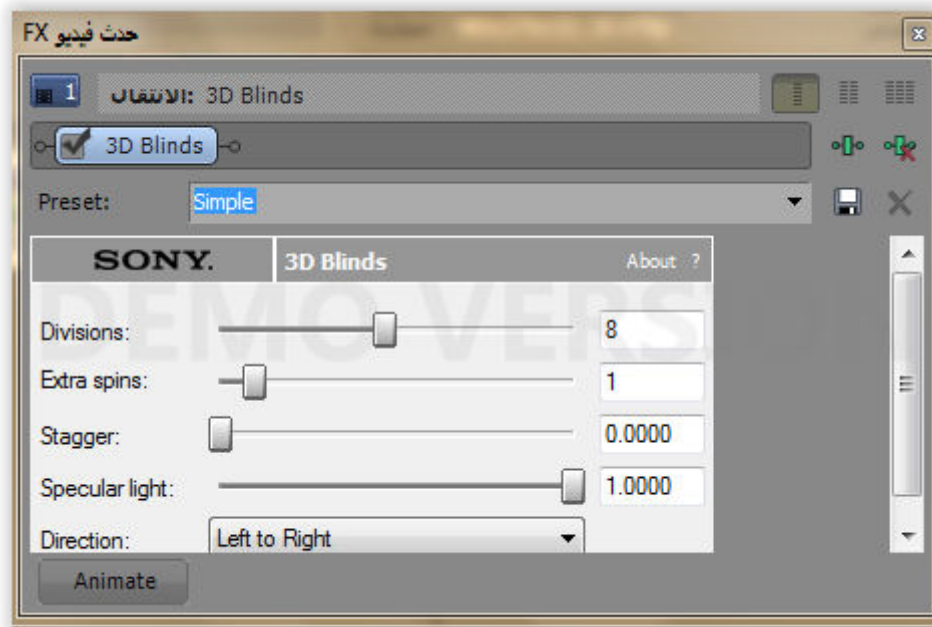 حدث فيديو FX
1 الانتقال: 3D Blinds
3D Blinds
Preset: Simple
SONY. 3D Blinds About ?
DEMO VERSION
Divisions: 8
Extra spins: 1
Stagger: 0.0000
Specular light: 1.0000
Direction: Left to Right
Animate